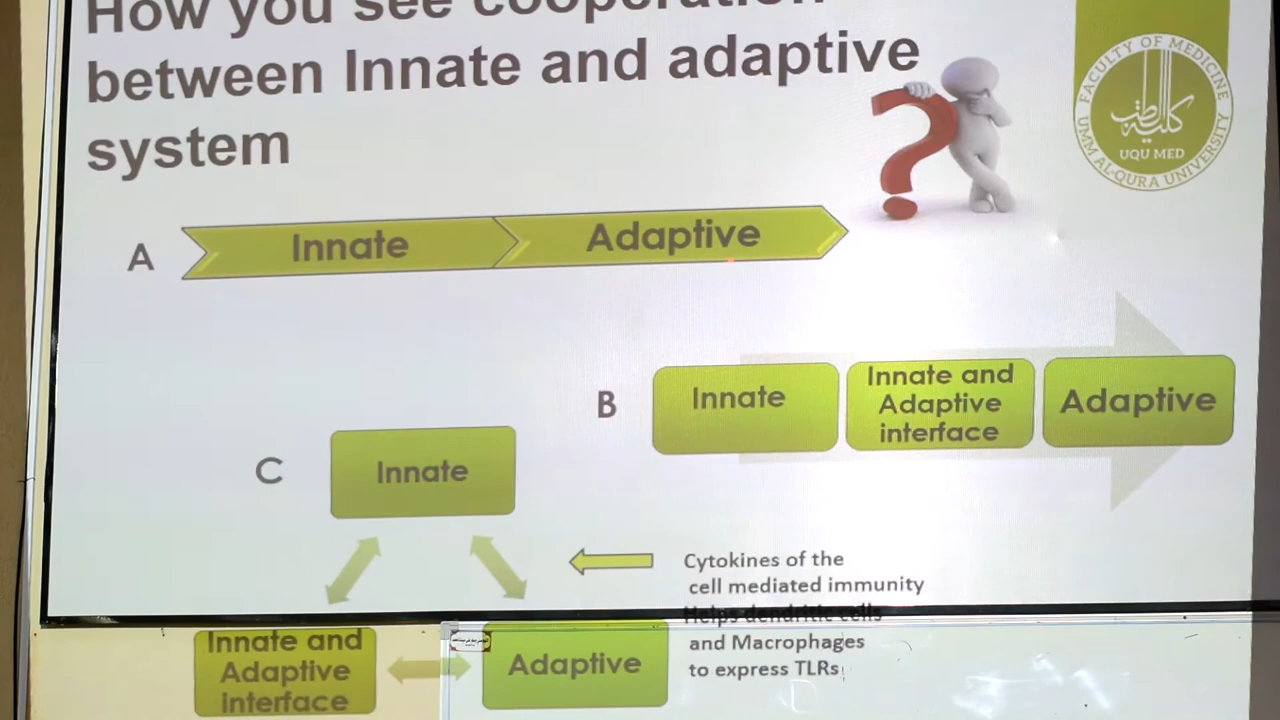 How you see cooperation
between Innate and adaptive
system
FACULTY OF MEDICINE
كلية الطب
UQU MED
UMM AL-QURA UNIVERSITY
A
Innate
Adaptive
B
Innate
Innate and
Adaptive
interface
Adaptive
C
Innate
Cytokines of the
cell mediated immunity
Helps dendritic cells
and Macrophages
to express TLRs
Innate and
Adaptive
interface
Adaptive